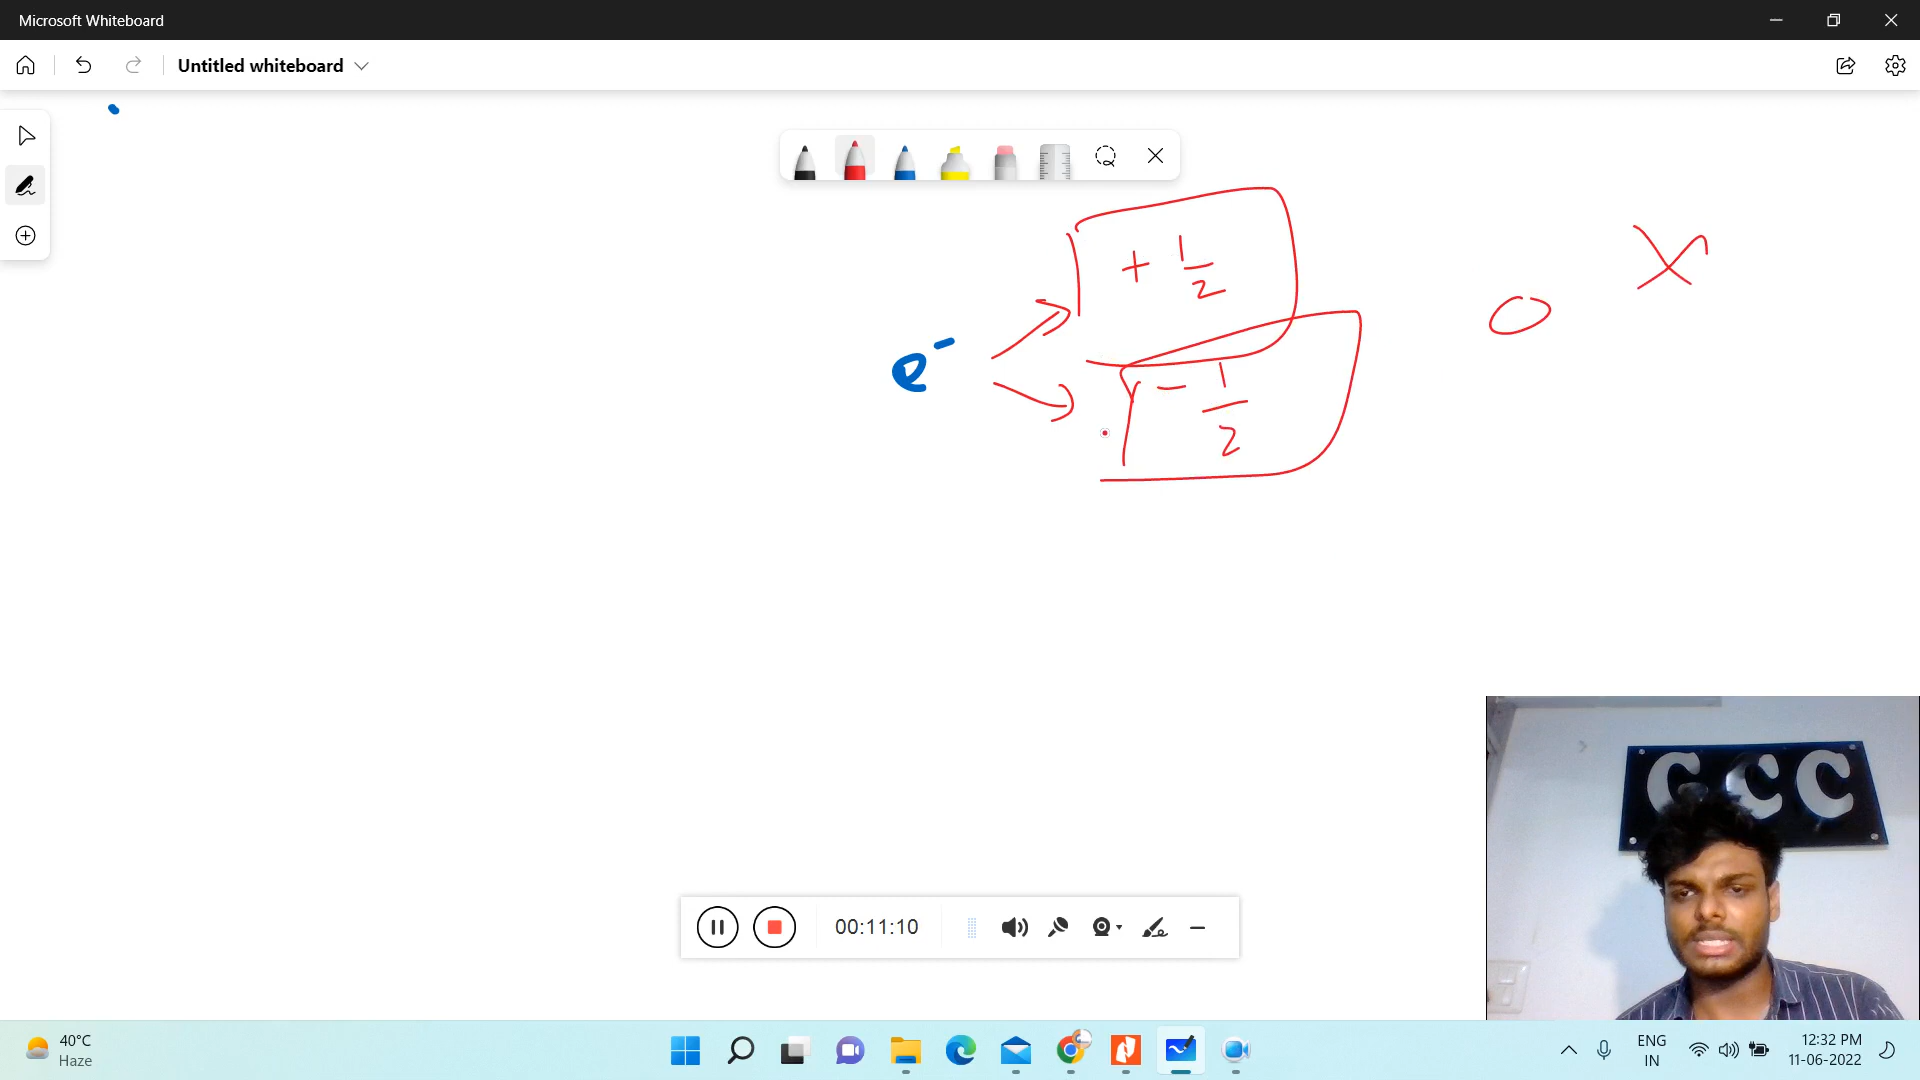 Microsoft Whiteboard
Untitled whiteboard
+ 1/2
o
x
e-
- 1/2
GCC
00:11:10
40°C
Haze
ENG
IN
12:32 PM
11-06-2022